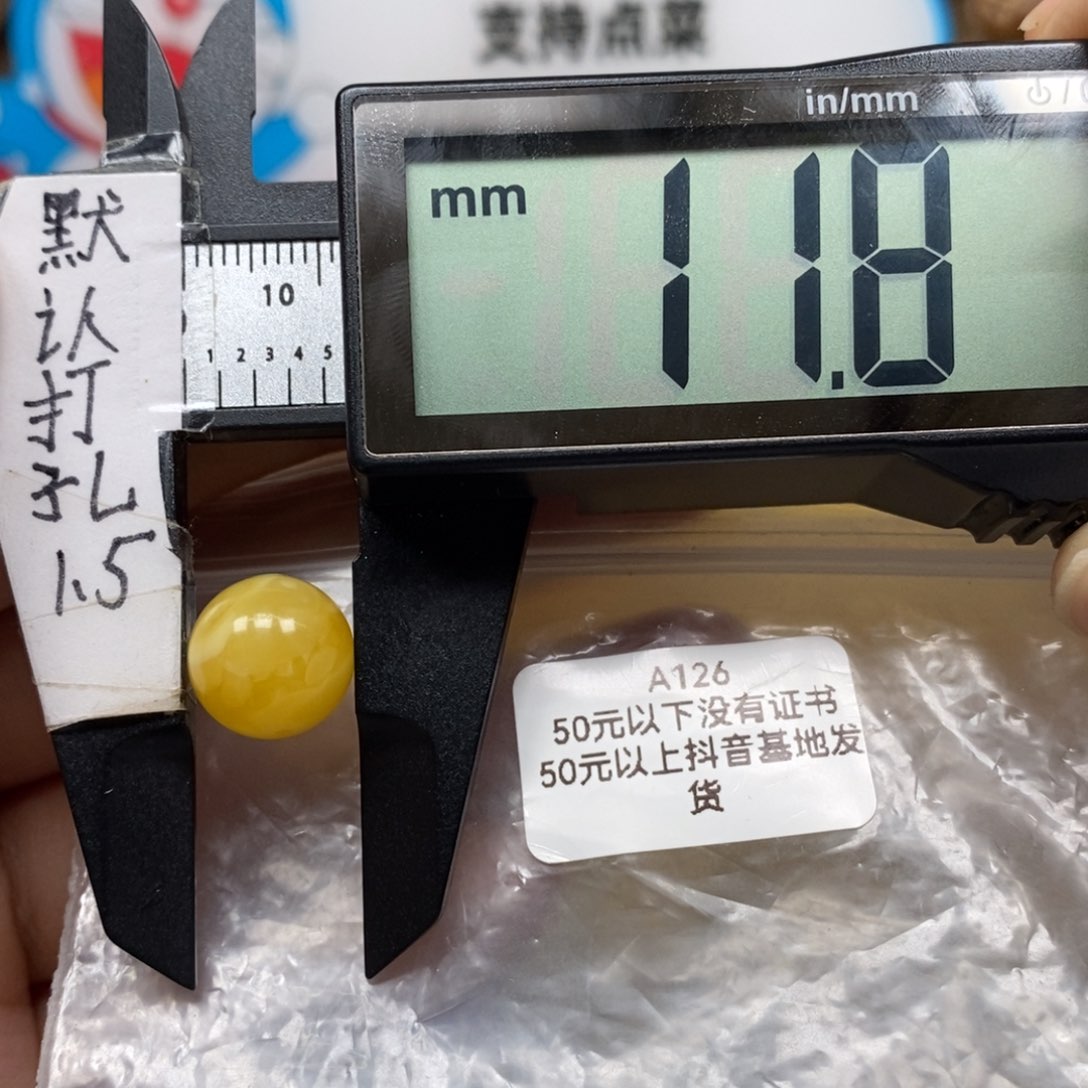 支持点菜
in/mm
mm
11.8
默
认
打
孔
1.5
10
1 2 3 4 5
A126
50元以下没有证书
50元以上抖音基地发
货